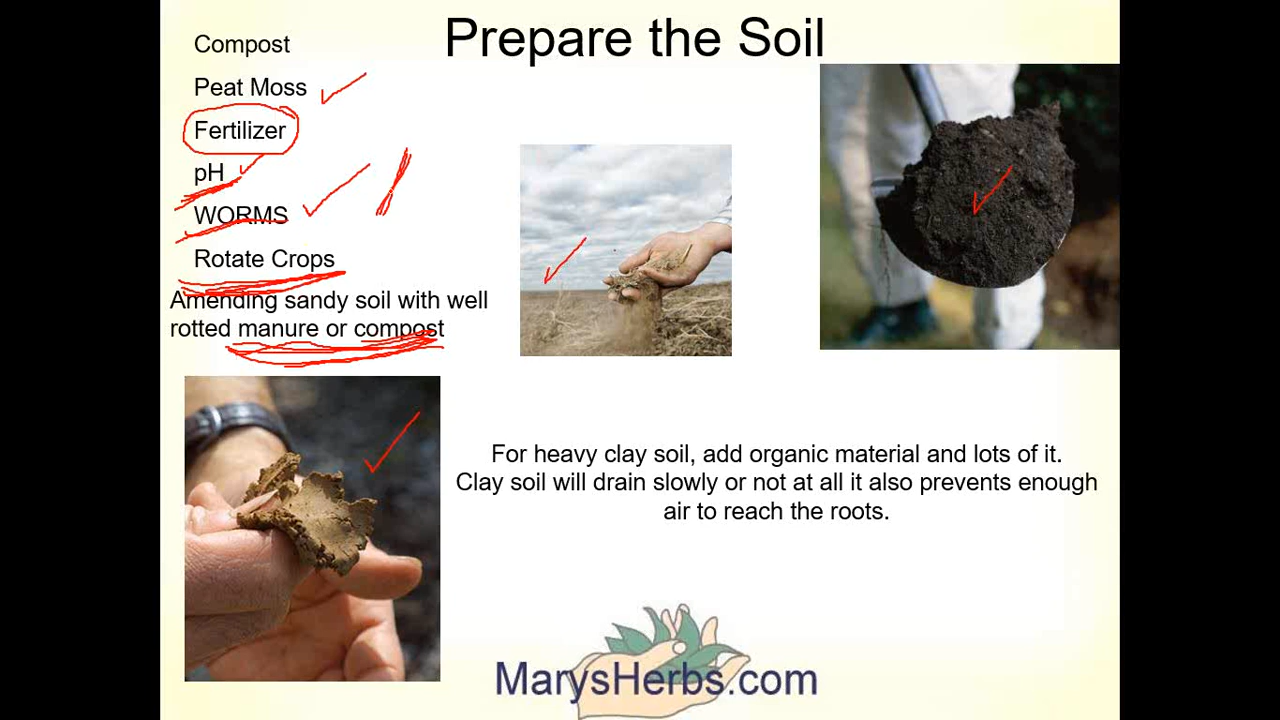 Prepare the Soil
Compost
Peat Moss
Fertilizer
pH
WORMS
Rotate Crops
Amending sandy soil with well
rotted manure or compost
For heavy clay soil, add organic material and lots of it.
Clay soil will drain slowly or not at all it also prevents enough
air to reach the roots.
MarysHerbs.com